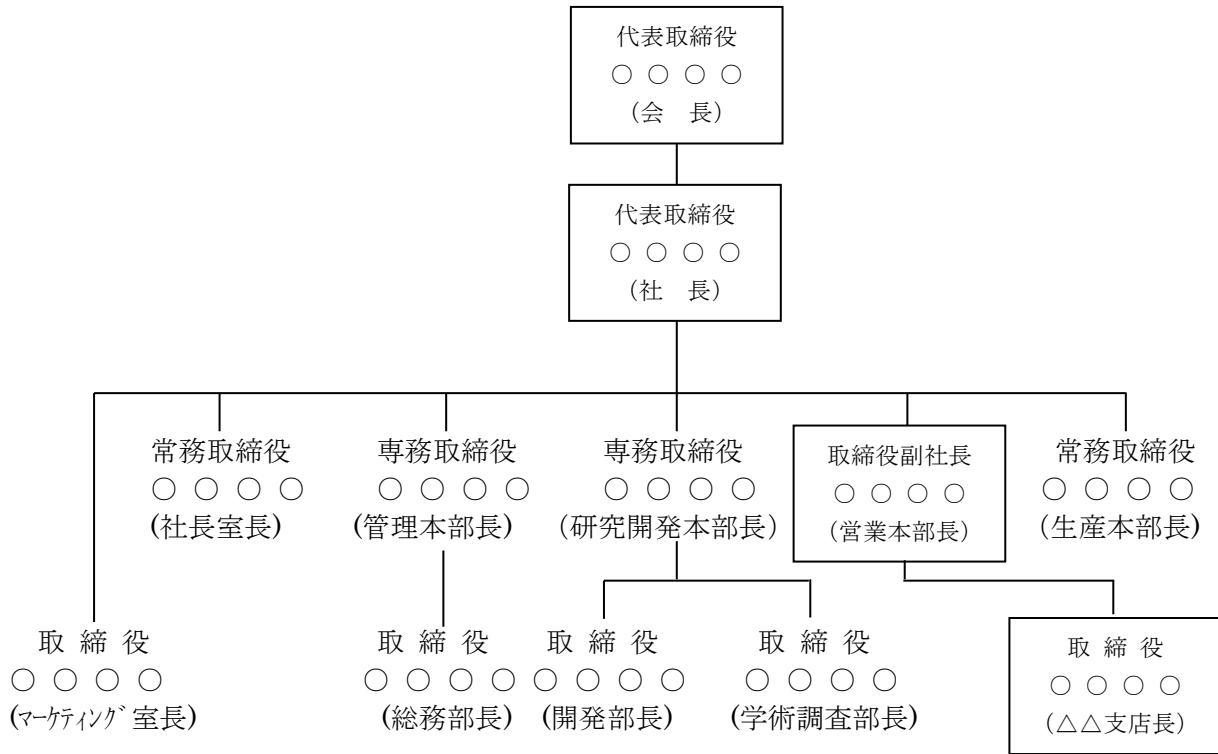 代表取締役
○ ○ ○ ○
(会　長)
代表取締役
○ ○ ○ ○
(社　長)
常務取締役
○ ○ ○ ○
(社長室長)
専務取締役
○ ○ ○ ○
(管理本部長)
専務取締役
○ ○ ○ ○
(研究開発本部長)
取締役副社長
○ ○ ○ ○
(営業本部長)
常務取締役
○ ○ ○ ○
(生産本部長)
取 締 役
○ ○ ○ ○
(ﾏｰｹﾃｨﾝｸﾞ室長)
取 締 役
○ ○ ○ ○
(総務部長)
取 締 役
○ ○ ○ ○
(開発部長)
取 締 役
○ ○ ○ ○
(学術調査部長)
取 締 役
○ ○ ○ ○
(△△支店長)